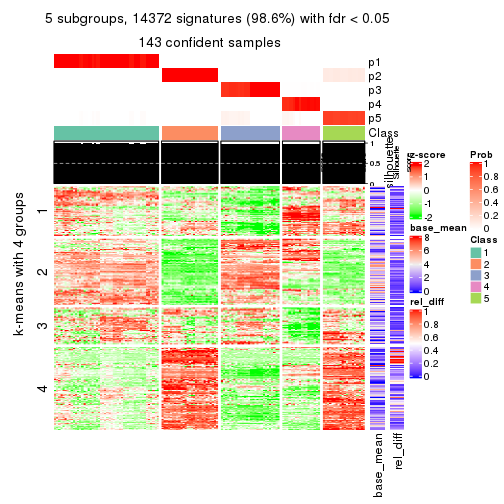 5 subgroups, 14372 signatures (98.6%) with fdr < 0.05
143 confident samples
p1
p2
p3
p4
p5
Class
1
0.5
0
silhouette
Silhouette
score
k-means with 4 groups
1
2
3
4
base_mean
rel_diff
z-score
2
1
0
-1
-2
base_mean
8
6
4
2
0
rel_diff
1
0.8
0.6
0.4
0.2
0
Prob
1
0.8
0.6
0.4
0.2
0
Class
1
2
3
4
5